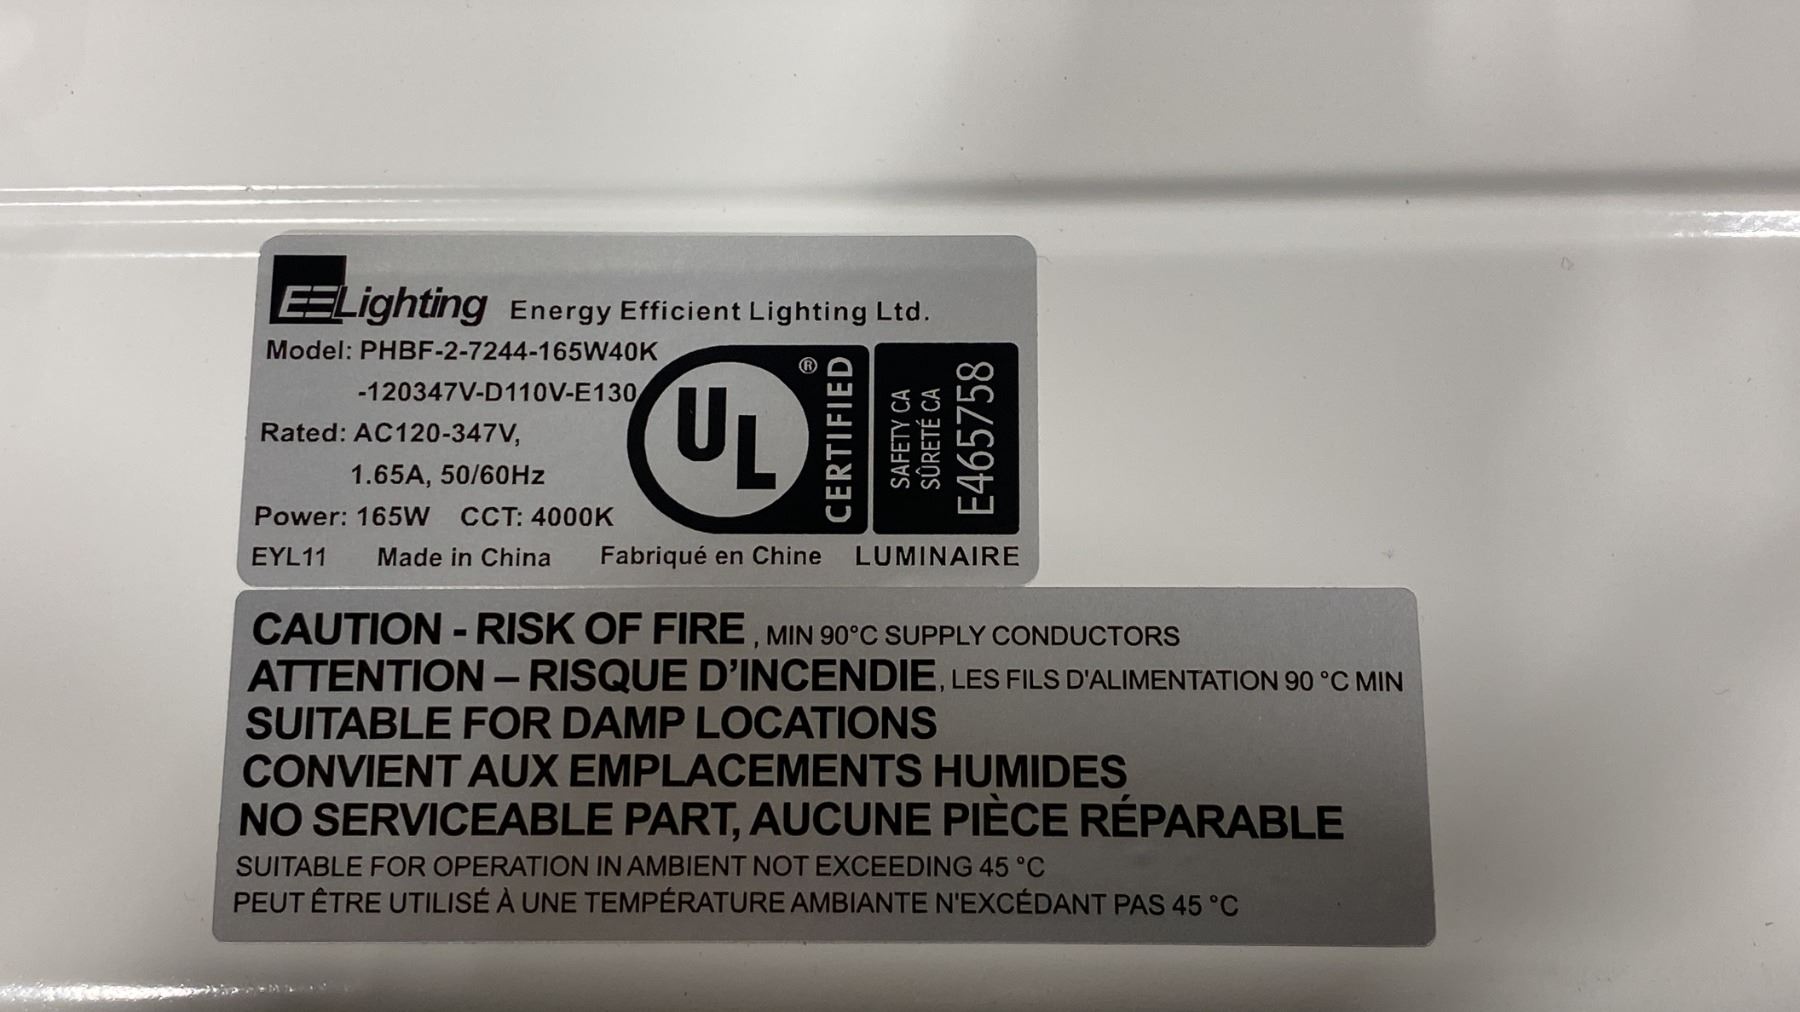 EELighting Energy Efficient Lighting Ltd.
Model: PHBF-2-7244-165W40K
-120347V-D110V-E130
Rated: AC120-347V,
1.65A, 50/60Hz
Power: 165W CCT: 4000K
UL ® CERTIFIED
SAFETY CA
SÛRETÉ CA
E465758
EYL11 Made in China Fabriqué en Chine LUMINAIRE
CAUTION - RISK OF FIRE , MIN 90°C SUPPLY CONDUCTORS
ATTENTION – RISQUE D'INCENDIE, LES FILS D'ALIMENTATION 90 °C MIN
SUITABLE FOR DAMP LOCATIONS
CONVIENT AUX EMPLACEMENTS HUMIDES
NO SERVICEABLE PART, AUCUNE PIÈCE RÉPARABLE
SUITABLE FOR OPERATION IN AMBIENT NOT EXCEEDING 45 °C
PEUT ÊTRE UTILISÉ À UNE TEMPÉRATURE AMBIANTE N'EXCÉDANT PAS 45 °C